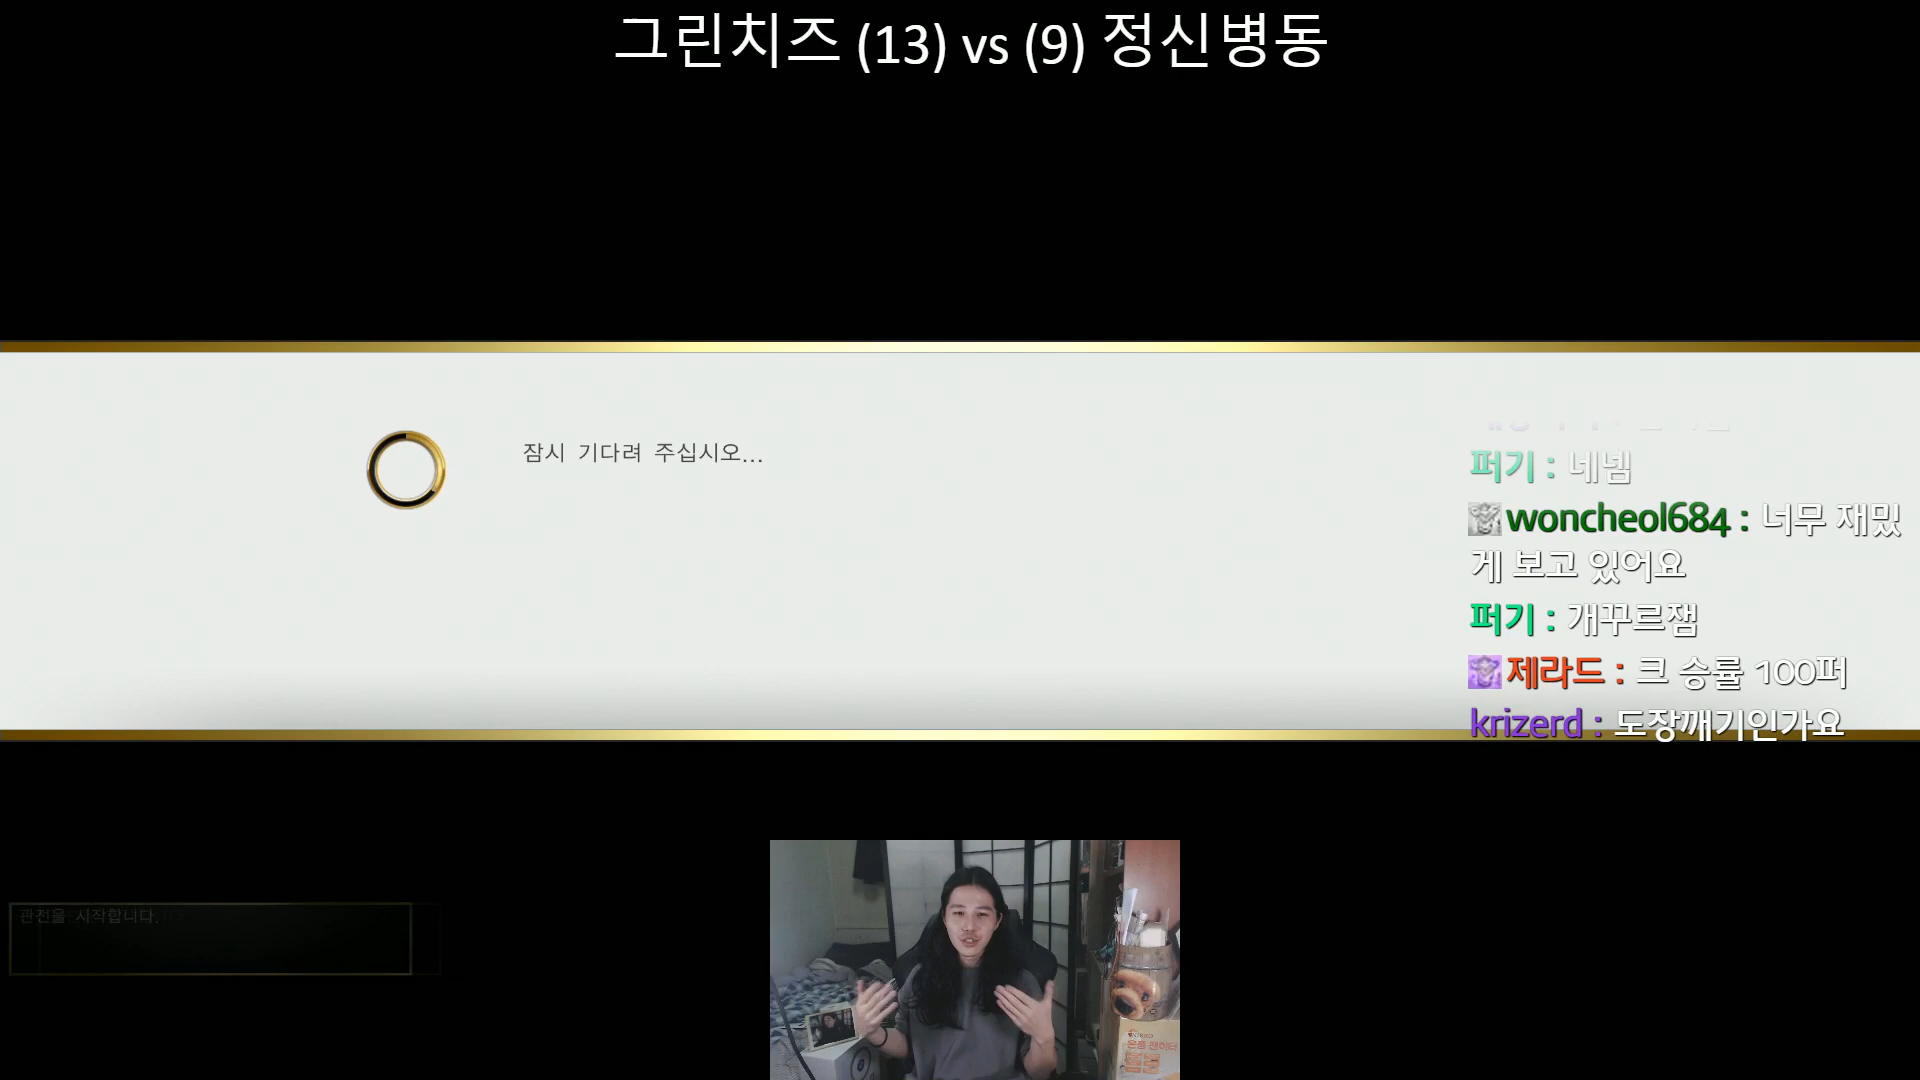 그린치즈 (13) vs (9) 정신병동
잠시 기다려 주십시오...
퍼기 : 네넴
woncheol684 : 너무 재밌
게 보고 있어요
퍼기 : 개꾸르잼
제라드 : 크 승률 100퍼
krizerd : 도장깨기인가요
관전을 시작합니다.